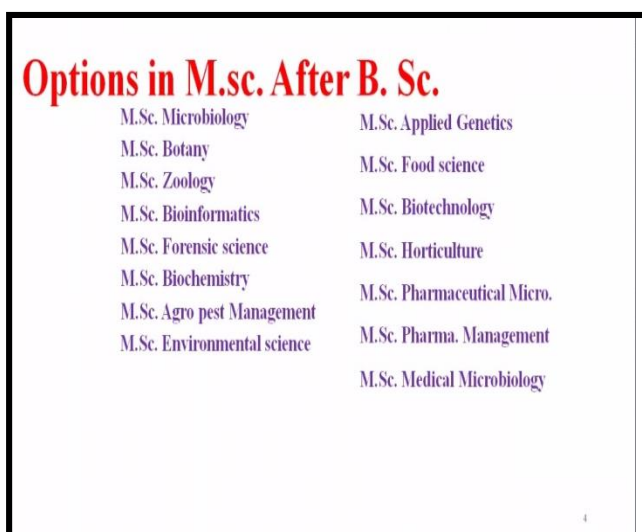 Options in M.sc. After B. Sc.
M.Sc. Microbiology
M.Sc. Botany
M.Sc. Zoology
M.Sc. Bioinformatics
M.Sc. Forensic science
M.Sc. Biochemistry
M.Sc. Agro pest Management
M.Sc. Environmental science
M.Sc. Applied Genetics
M.Sc. Food science
M.Sc. Biotechnology
M.Sc. Horticulture
M.Sc. Pharmaceutical Micro.
M.Sc. Pharma. Management
M.Sc. Medical Microbiology
4